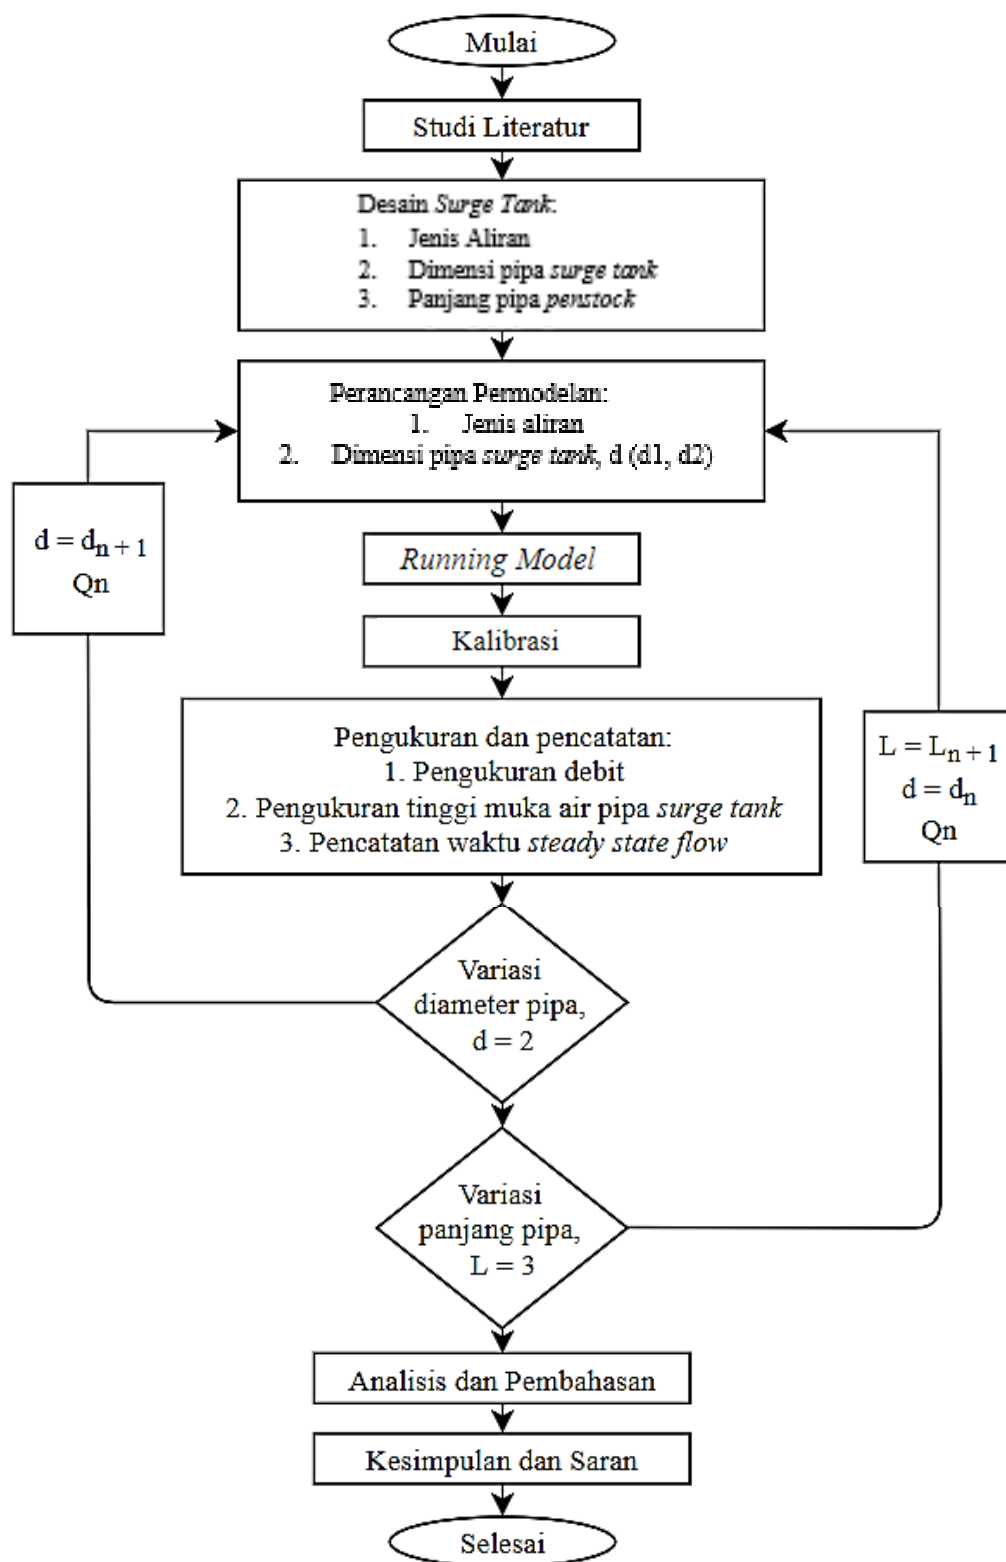 Mulai
Studi Literatur
Desain Surge Tank:
1. Jenis Aliran
2. Dimensi pipa surge tank
3. Panjang pipa penstock
Perancangan Permodelan:
1. Jenis aliran
2. Dimensi pipa surge tank, d (d1, d2)
d = dn + 1
Qn
Running Model
Kalibrasi
Pengukuran dan pencatatan:
1. Pengukuran debit
2. Pengukuran tinggi muka air pipa surge tank
3. Pencatatan waktu steady state flow
L = Ln + 1
d = dn
Qn
Variasi
diameter pipa,
d = 2
Variasi
panjang pipa,
L = 3
Analisis dan Pembahasan
Kesimpulan dan Saran
Selesai